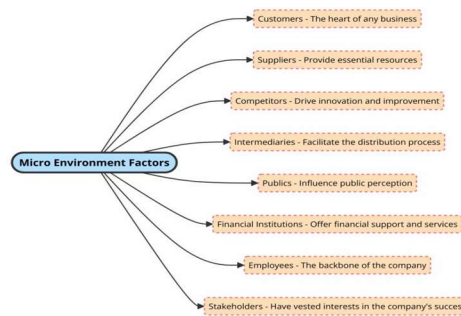 Customers - The heart of any business
Suppliers - Provide essential resources
Competitors - Drive innovation and improvement
Intermediaries - Facilitate the distribution process
Micro Environment Factors
Publics - Influence public perception
Financial Institutions - Offer financial support and services
Employees - The backbone of the company
Stakeholders - Have vested interests in the company's succes